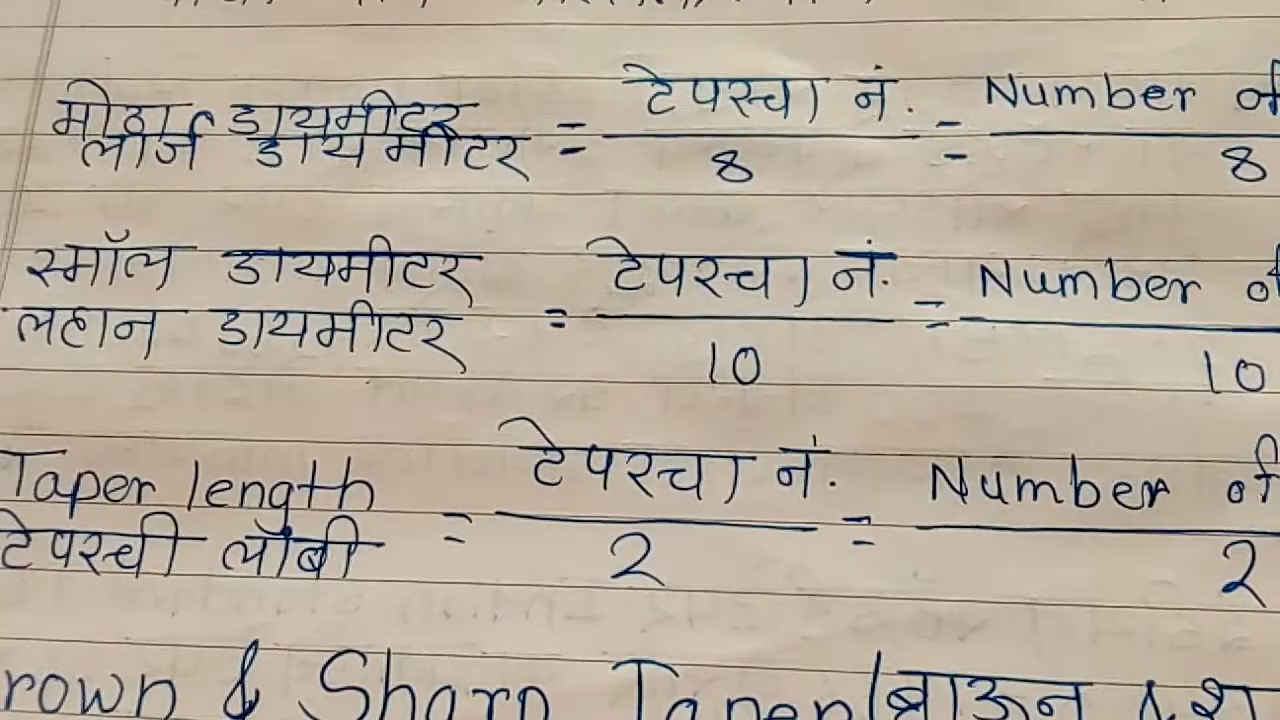 मोठा डायमीटर
लार्ज डायमीटर = टेपरचा नं. / 8 = Number of / 8
स्मॉल डायमीटर
लहान डायमीटर = टेपरचा नं. / 10 = Number of / 10
Taper length
टेपरची लाँबी = टेपरचा नं. / 2 = Number of / 2
rown & Sharp Taper/ब्राऊन &